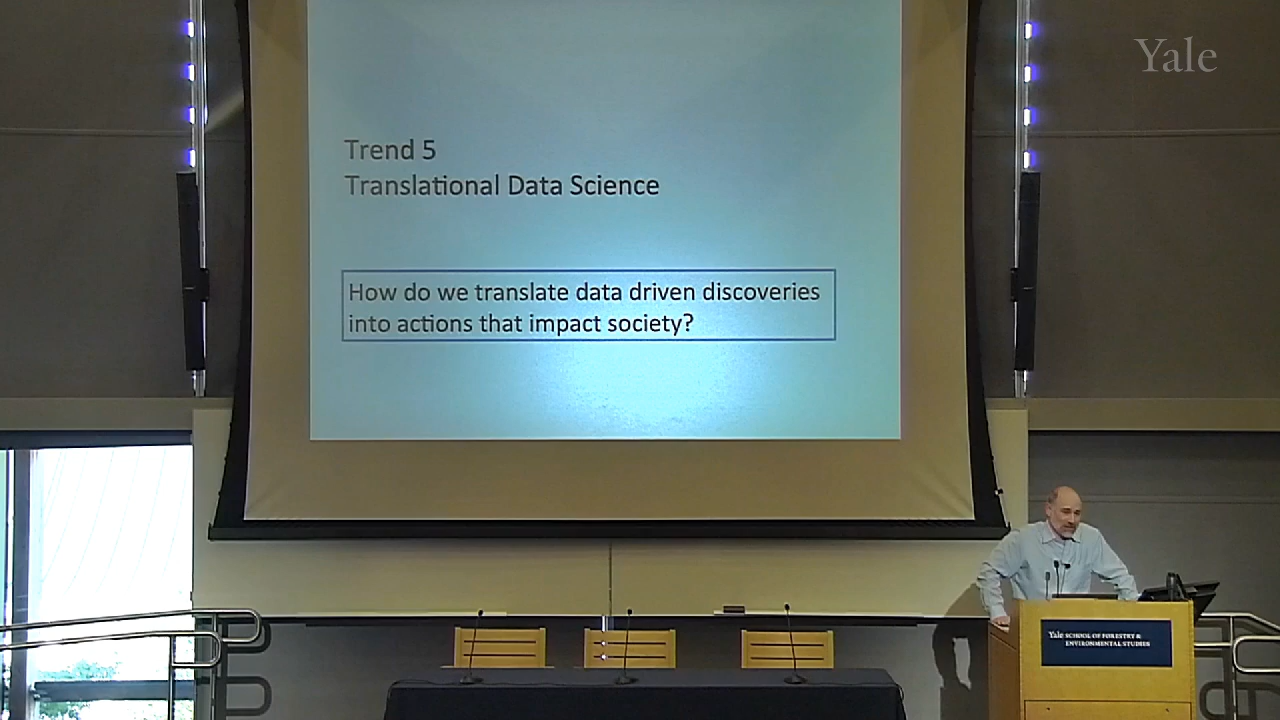 Yale
Trend 5
Translational Data Science
How do we translate data driven discoveries
into actions that impact society?
Yale SCHOOL OF FORESTRY &
ENVIRONMENTAL STUDIES